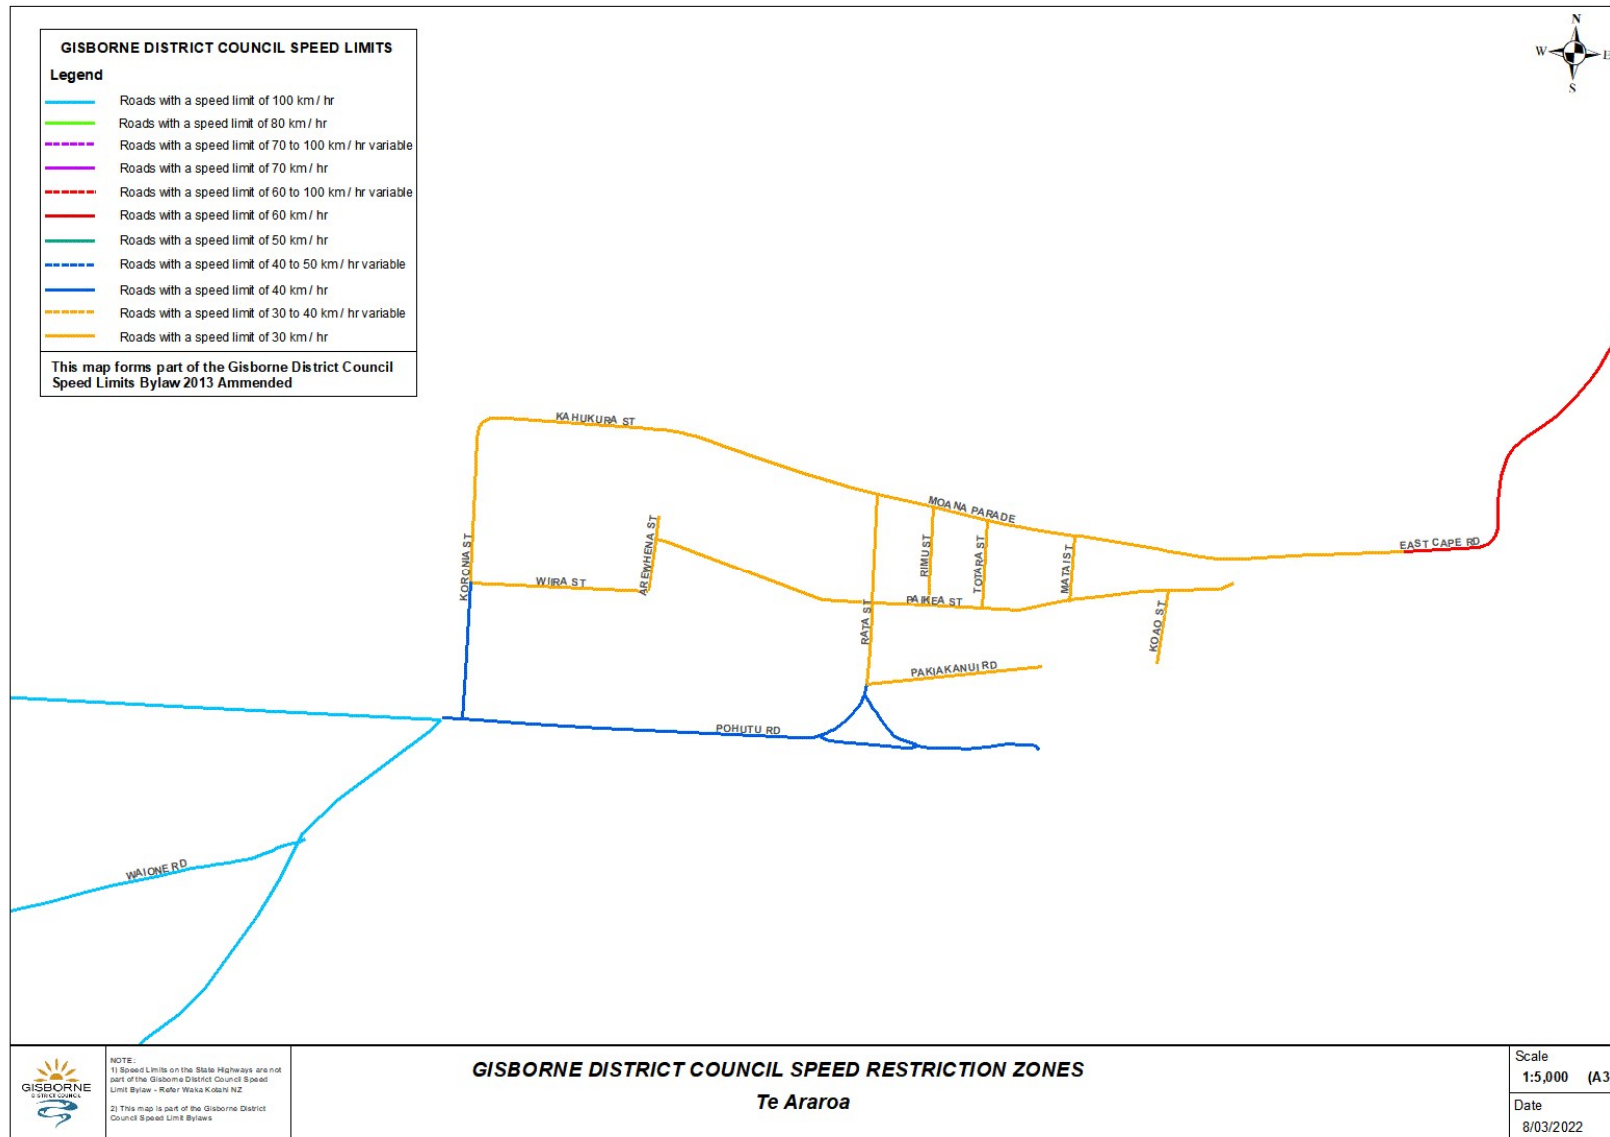 GISBORNE DISTRICT COUNCIL SPEED LIMITS
Legend
Roads with a speed limit of 100 km / hr
Roads with a speed limit of 80 km / hr
Roads with a speed limit of 70 to 100 km / hr variable
Roads with a speed limit of 70 km / hr
Roads with a speed limit of 60 to 100 km / hr variable
Roads with a speed limit of 60 km / hr
Roads with a speed limit of 50 km / hr
Roads with a speed limit of 40 to 50 km / hr variable
Roads with a speed limit of 40 km / hr
Roads with a speed limit of 30 to 40 km / hr variable
Roads with a speed limit of 30 km / hr
This map forms part of the Gisborne District Council
Speed Limits Bylaw 2013 Ammended
N
W
E
S
KAHUKURA ST
MOANA PARADE
EAST CAPE RD
KORONIA ST
AREWHENA ST
WIRA ST
RIMU ST
TOTARA ST
MATAI ST
PAIKEA ST
RATA ST
KOAO ST
PAKIAKANUI RD
POHUTU RD
WAIONE RD
GISBORNE
DISTRICT COUNCIL
NOTE:
1) Speed Limits on the State Highways are not
part of the Gisborne District Council Speed
Limit Bylaw - Refer Waka Kotahi NZ
2) This map is part of the Gisborne District
Council Speed Limit Bylaws
GISBORNE DISTRICT COUNCIL SPEED RESTRICTION ZONES
Te Araroa
Scale
1:5,000 (A3
Date
8/03/2022